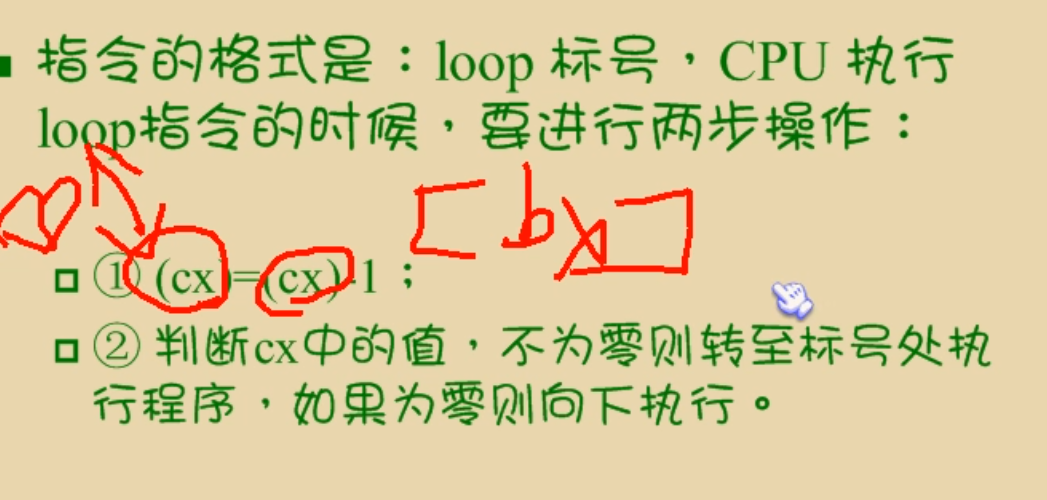 指令的格式是：loop 标号，CPU 执行
loop指令的时候，要进行两步操作：
[bx]
① (cx)=(cx)-1；
② 判断cx中的值，不为零则转至标号处执
行程序，如果为零则向下执行。